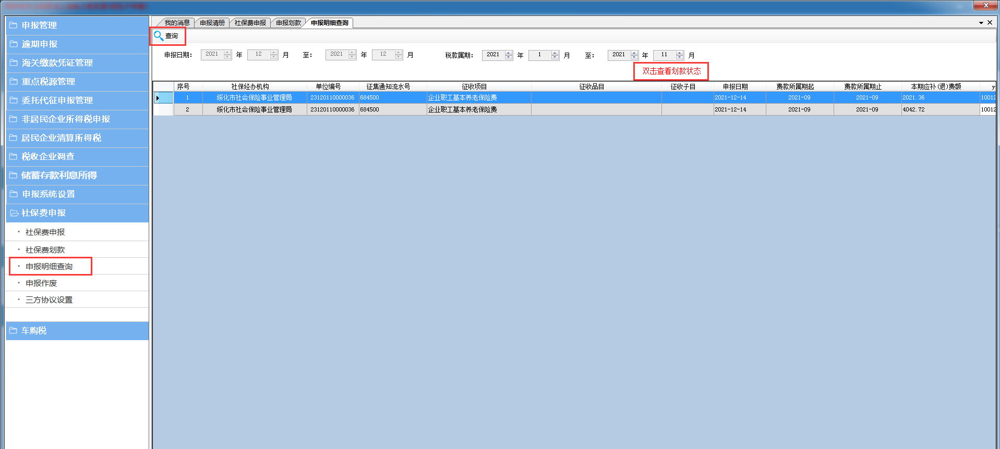 申报管理
逾期申报
海关缴款凭证管理
重点税源管理
委托代征申报管理
非居民企业所得税申报
居民企业清算所得税
税收企业调查
储蓄存款利息所得
申报系统设置
社保费申报
· 社保费申报
· 社保费划款
· 申报明细查询
· 申报作废
· 三方协议设置
车购税
我的消息 申报清册 社保费申报 申报划款 申报明细查询
查询
申报日期： 2021 年 12 月 至： 2021 年 12 月 税款属期： 2021 年 1 月 至： 2021 年 11 月
双击查看划款状态
序号 社保经办机构 单位编号 征集通知流水号 征收项目 征收品目 征收子目 申报日期 费款所属期起 费款所属期止 本期应补(退)费额 y
1 绥化市社会保险事业管理局 23120110000036 684500 企业职工基本养老保险费 2021-12-14 2021-09 2021-09 2021.36 10012
2 绥化市社会保险事业管理局 23120110000036 684500 企业职工基本养老保险费 2021-12-14 2021-09 2021-09 4042.72 10012